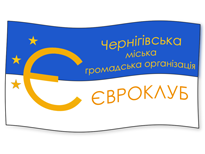 Чернігівська
міська
громадська організація
Є ЄВРОКЛУБ